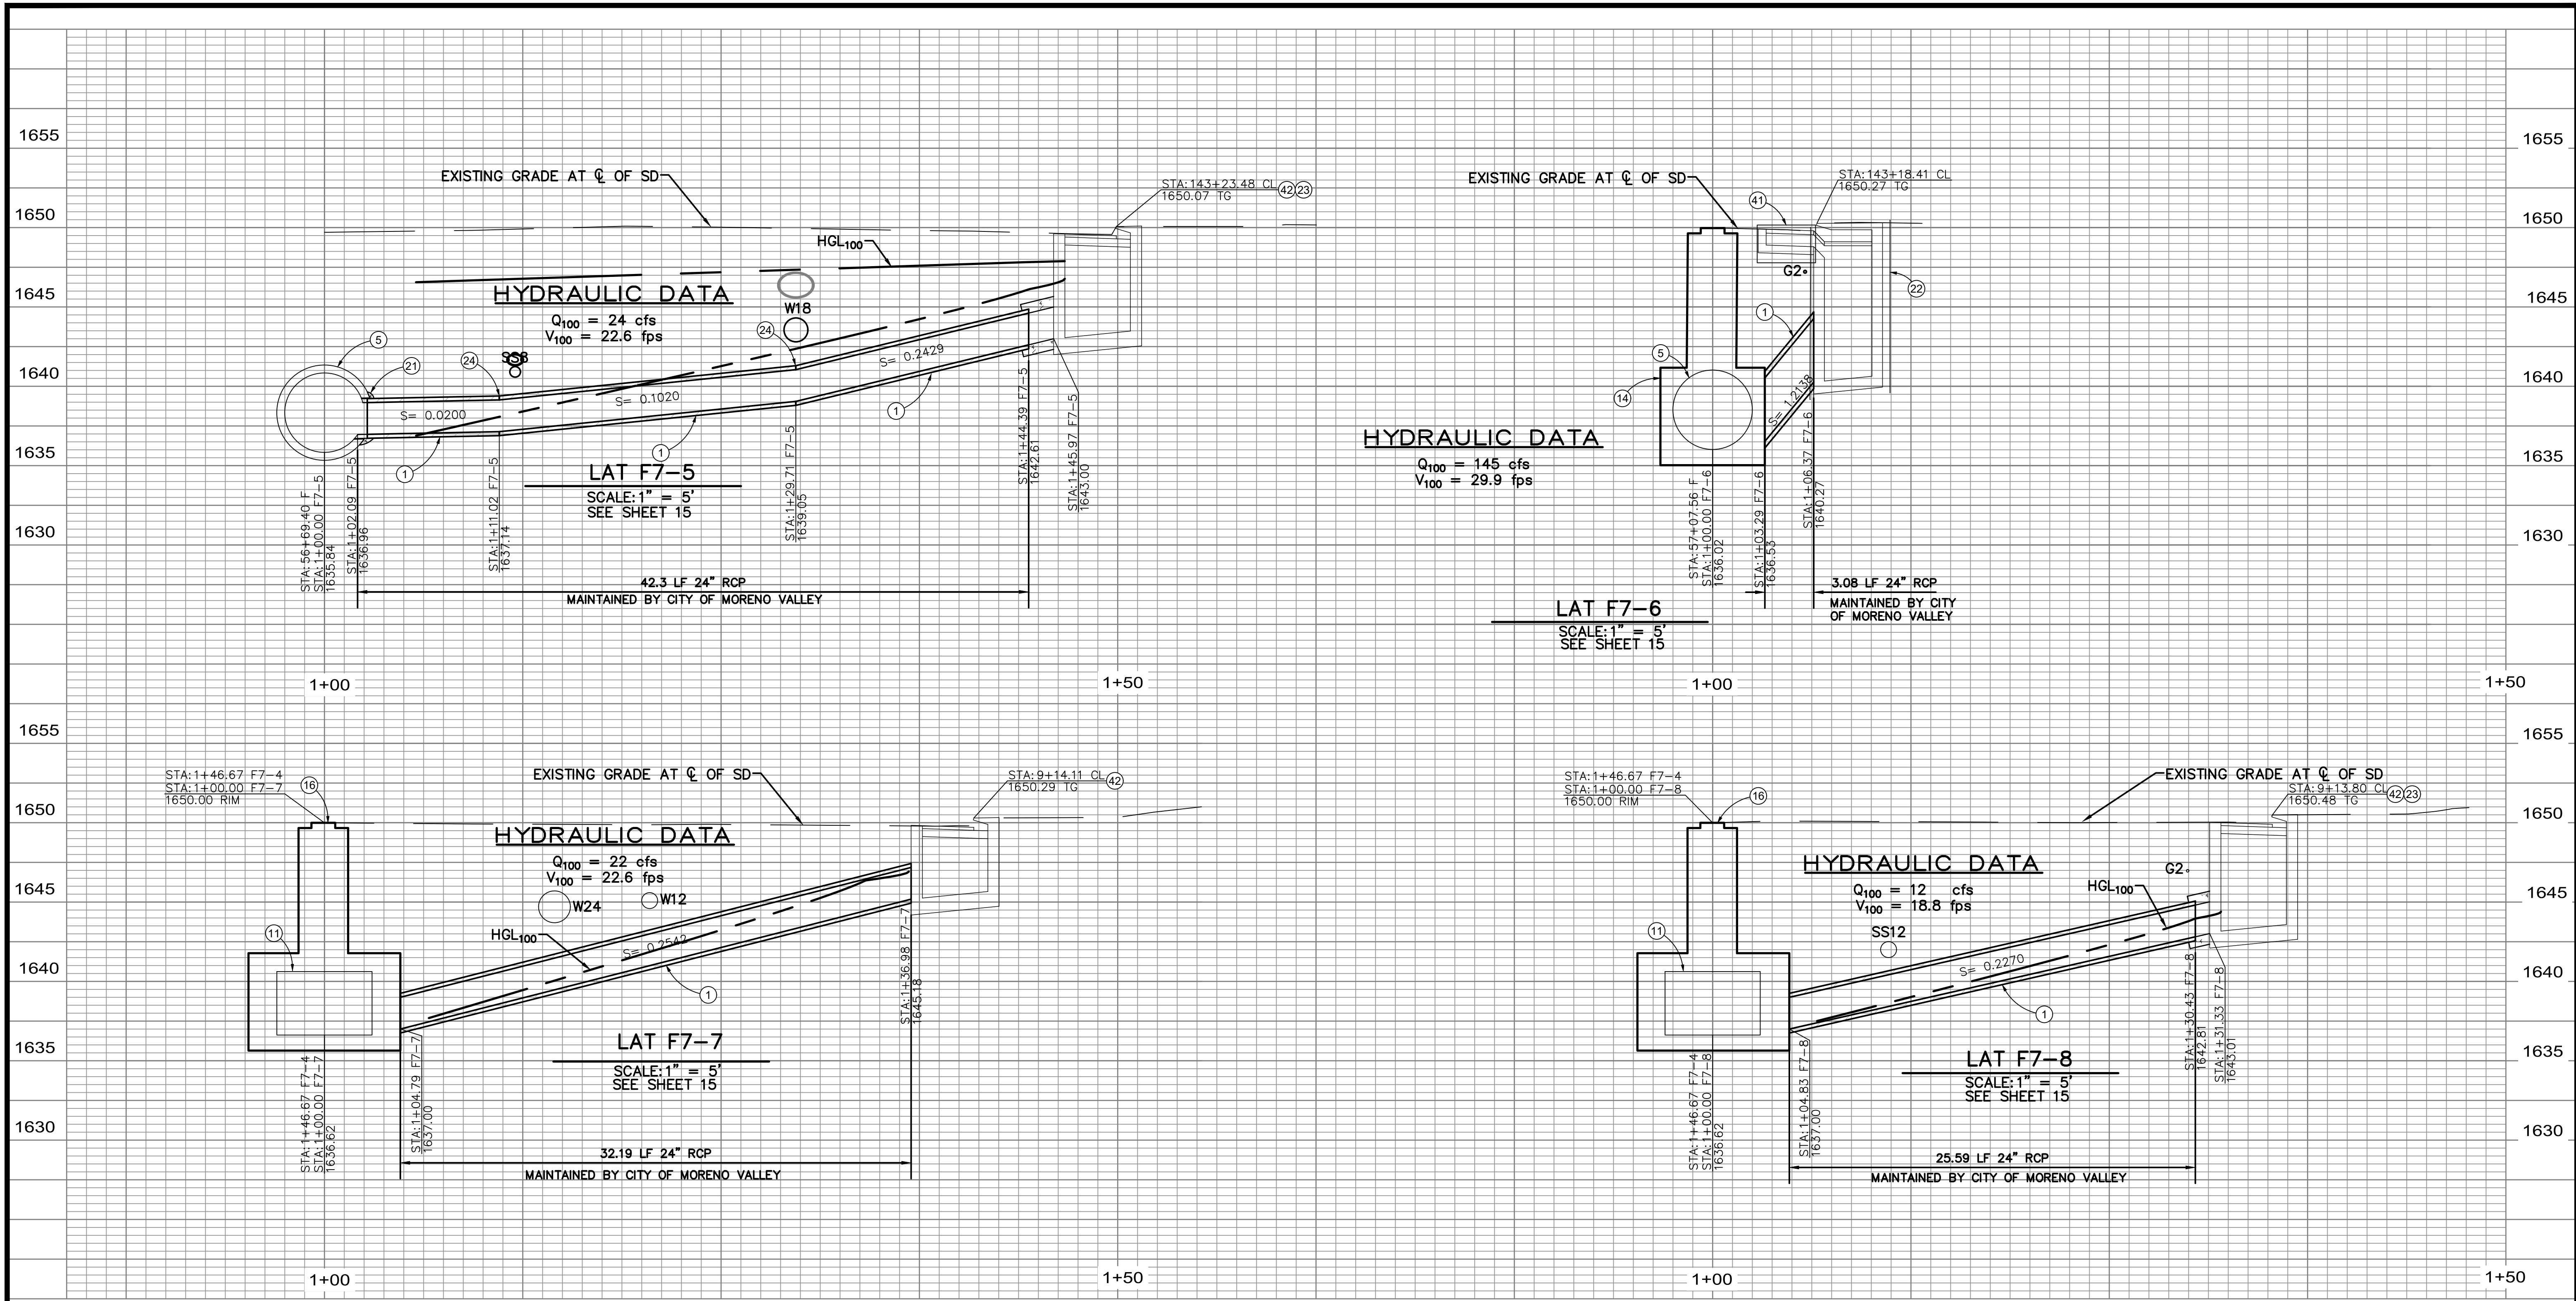 1655
1650
1645
1640
1635
1630
EXISTING GRADE AT ℄ OF SD
STA:143+23.48 CL 42 23
1650.07 TG
HGL100
HYDRAULIC DATA
Q100 = 24 cfs
V100 = 22.6 fps
W18
24
5
21
24
SS8
S= 0.0200
S= 0.1020
S= 0.2429
1
1
1
LAT F7-5
SCALE: 1" = 5'
SEE SHEET 15
STA:56+69.40 F
STA:1+00.00 F7-5
1635.84
STA:1+02.09 F7-5
1636.96
STA:1+11.02 F7-5
1637.14
STA:1+29.71 F7-5
1639.05
STA:1+44.39 F7-5
1642.61
STA:1+45.97 F7-5
1643.00
42.3 LF 24" RCP
MAINTAINED BY CITY OF MORENO VALLEY
1+00
1+50
EXISTING GRADE AT ℄ OF SD
STA:143+18.41 CL
1650.27 TG
41
G2
22
1
5
14
S= 1.2138
HYDRAULIC DATA
Q100 = 145 cfs
V100 = 29.9 fps
STA:57+07.56 F
STA:1+00.00 F7-6
1636.02
STA:1+03.29 F7-6
1636.53
STA:1+06.37 F7-6
1640.27
3.08 LF 24" RCP
MAINTAINED BY CITY
OF MORENO VALLEY
LAT F7-6
SCALE: 1" = 5'
SEE SHEET 15
1655
1650
1645
1640
1635
1630
1+00
1+50
1655
1650
1645
1640
1635
1630
STA:1+46.67 F7-4
STA:1+00.00 F7-7
1650.00 RIM
16
EXISTING GRADE AT ℄ OF SD
STA:9+14.11 CL 42
1650.29 TG
HYDRAULIC DATA
Q100 = 22 cfs
V100 = 22.6 fps
W24
W12
11
HGL100
S= 0.2542
1
LAT F7-7
SCALE: 1" = 5'
SEE SHEET 15
STA:1+46.67 F7-4
STA:1+00.00 F7-7
1636.62
STA:1+04.79 F7-7
1637.00
STA:1+36.98 F7-7
1645.18
32.19 LF 24" RCP
MAINTAINED BY CITY OF MORENO VALLEY
1+00
1+50
STA:1+46.67 F7-4
STA:1+00.00 F7-8
1650.00 RIM
16
EXISTING GRADE AT ℄ OF SD
STA:9+13.80 CL 42 23
1650.48 TG
HYDRAULIC DATA
Q100 = 12 cfs
V100 = 18.8 fps
G2
HGL100
SS12
11
S= 0.2270
1
LAT F7-8
SCALE: 1" = 5'
SEE SHEET 15
STA:1+46.67 F7-4
STA:1+00.00 F7-8
1636.62
STA:1+04.83 F7-8
1637.00
STA:1+30.43 F7-8
1642.81
STA:1+31.33 F7-8
1643.01
25.59 LF 24" RCP
MAINTAINED BY CITY OF MORENO VALLEY
1655
1650
1645
1640
1635
1630
1+00
1+50